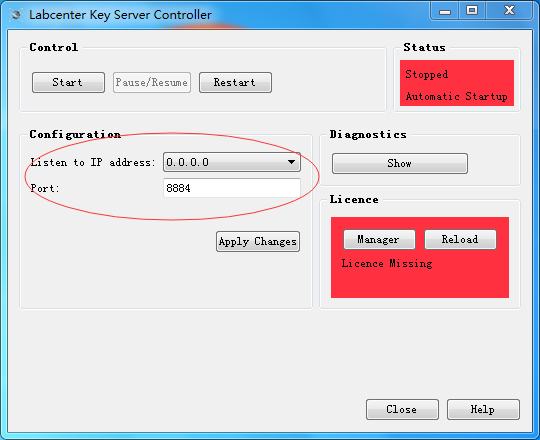 Labcenter Key Server Controller
Control
Start
Pause/Resume
Restart
Status
Stopped
Automatic Startup
Configuration
Listen to IP address:
0.0.0.0
Port:
8884
Apply Changes
Diagnostics
Show
Licence
Manager
Reload
Licence Missing
Close
Help